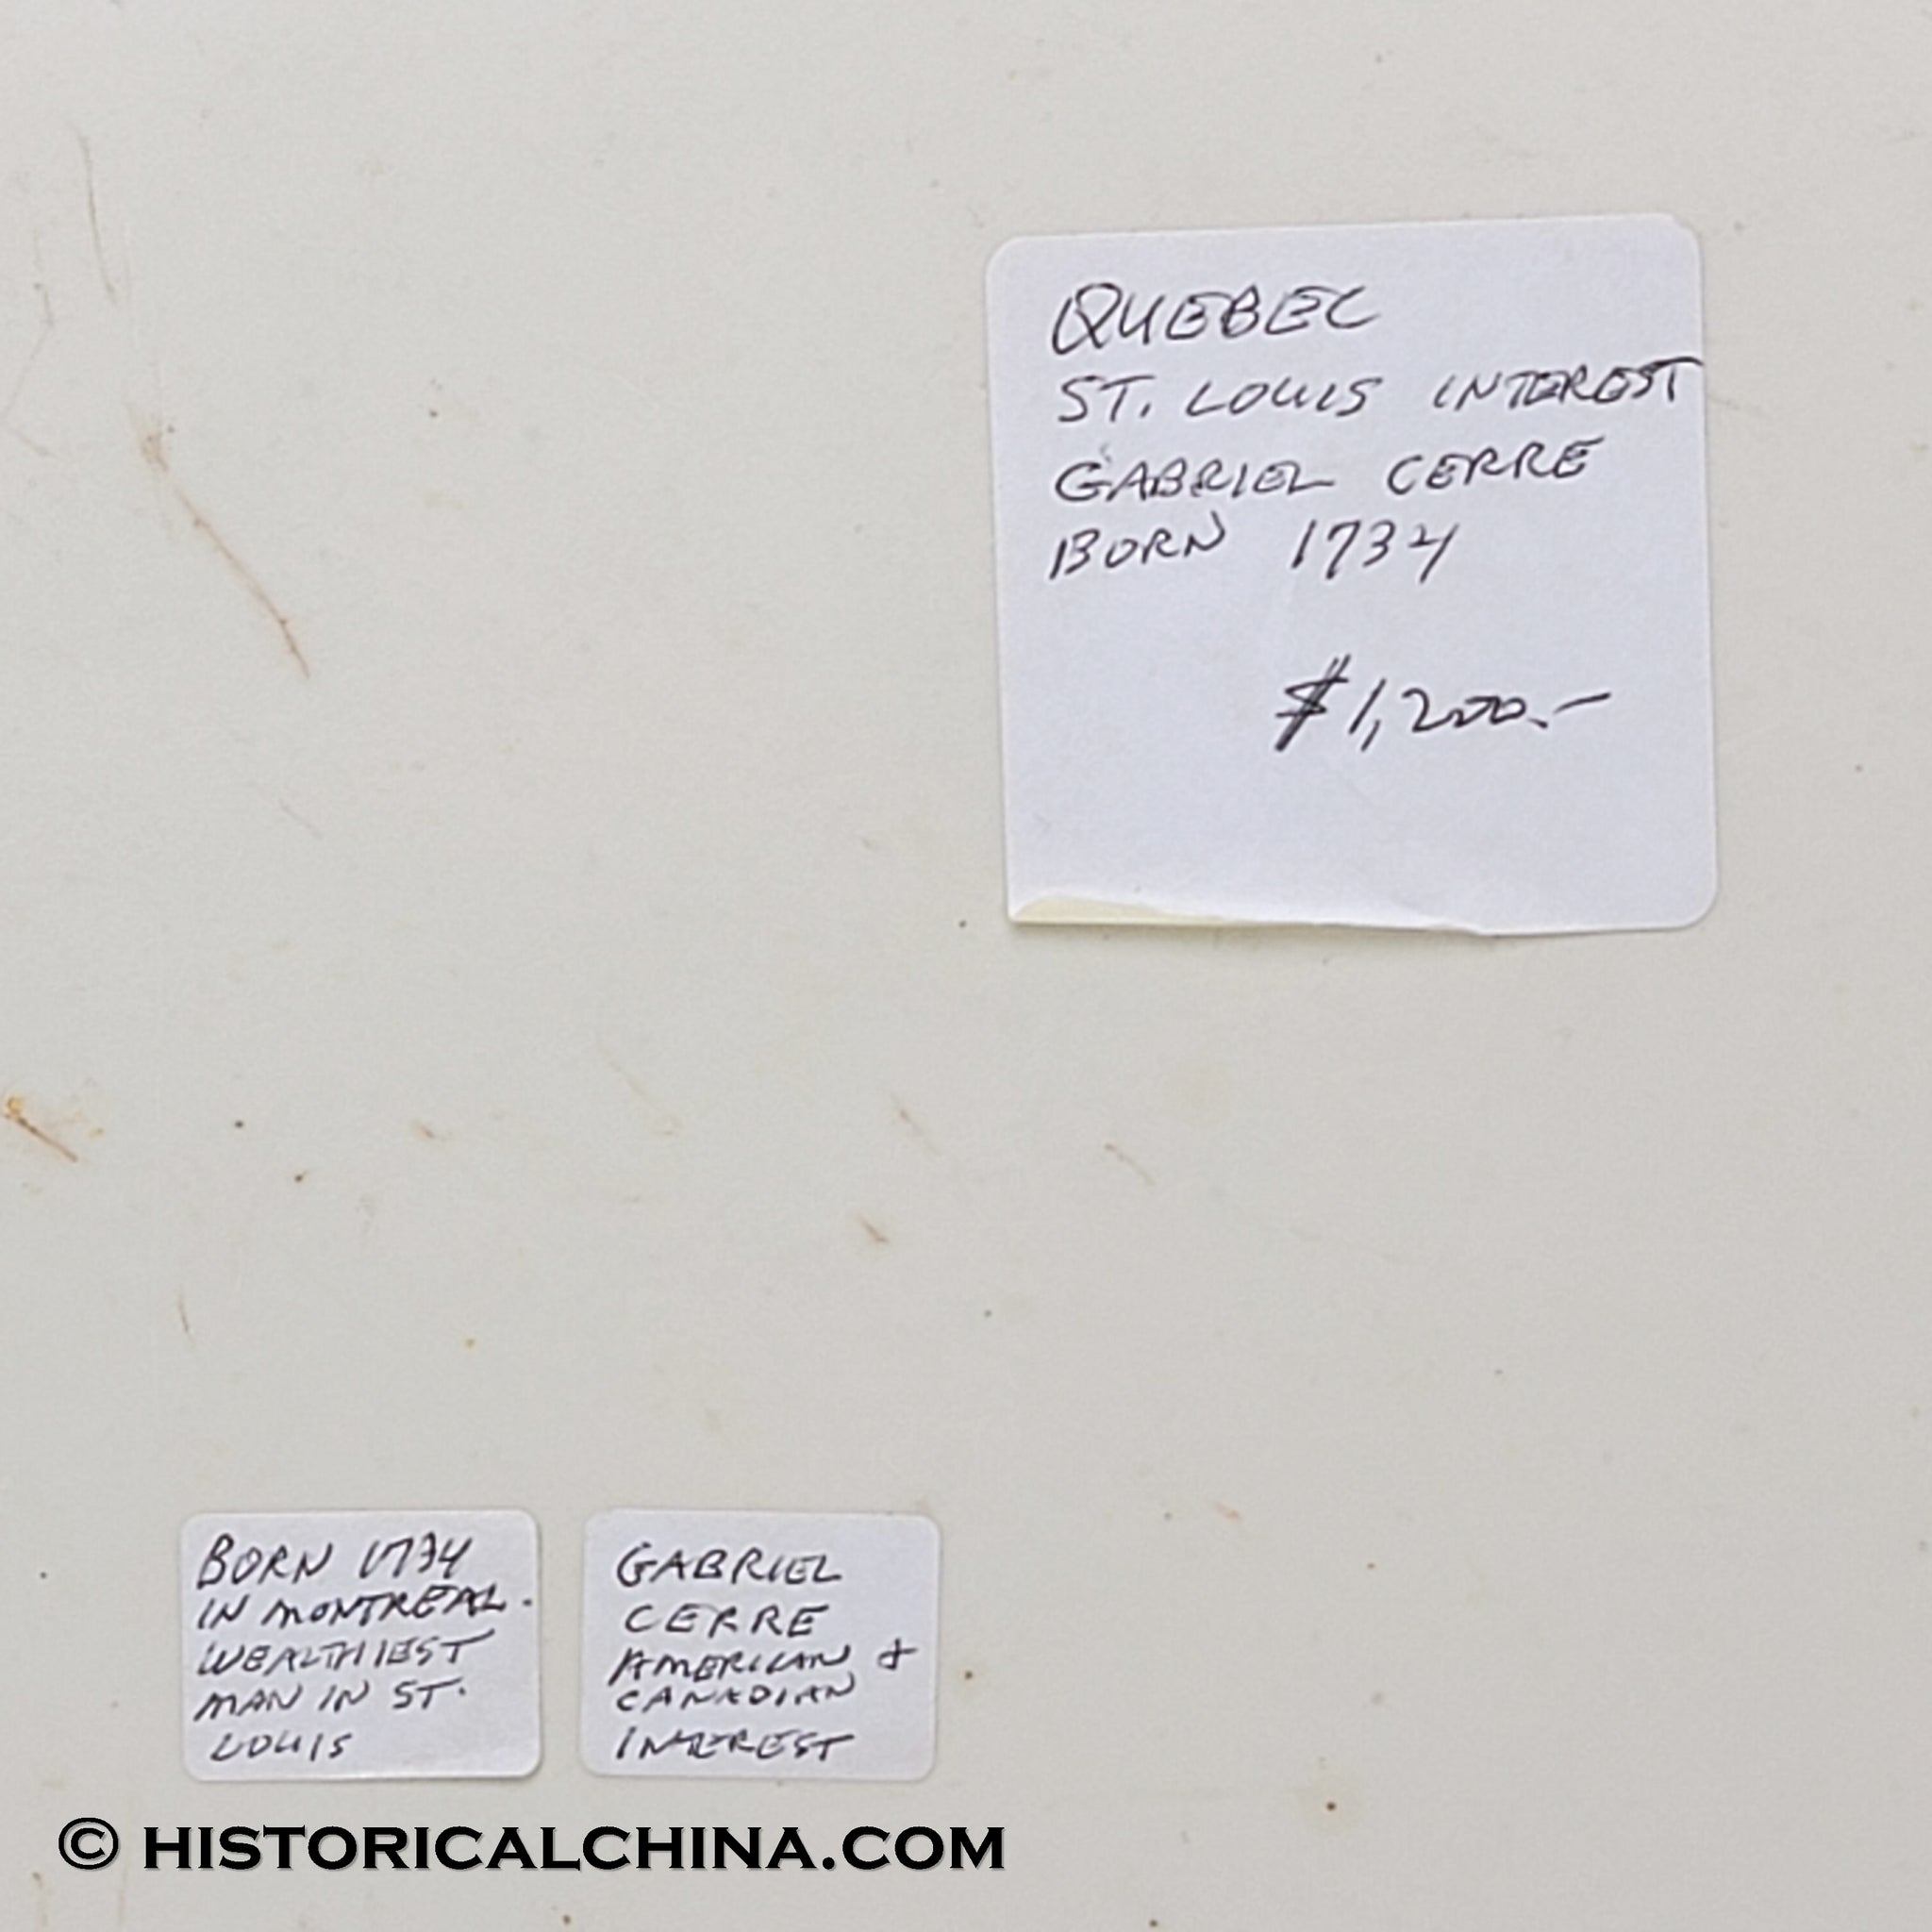 QUEBEC
ST. LOUIS INTEREST
GABRIEL CERRE
BORN 1734
$1,200.-
BORN 1734
IN MONTREAL.
WEALTHIEST
MAN IN ST.
LOUIS
GABRIEL
CERRE
AMERICAN +
CANADIAN
INTEREST
© HISTORICALCHINA.COM